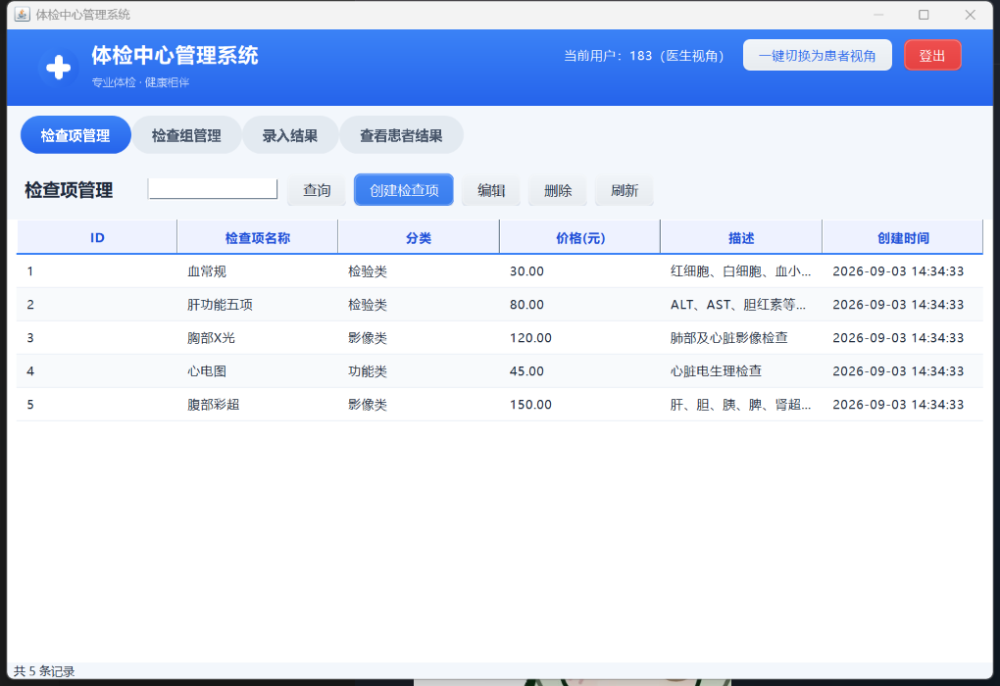 体检中心管理系统
体检中心管理系统
专业体检 · 健康相伴
当前用户：183（医生视角）
一键切换为患者视角
登出
检查项管理 检查组管理 录入结果 查看患者结果
检查项管理 查询 创建检查项 编辑 删除 刷新
ID 检查项名称 分类 价格(元) 描述 创建时间
1 血常规 检验类 30.00 红细胞、白细胞、血小... 2026-09-03 14:34:33
2 肝功能五项 检验类 80.00 ALT、AST、胆红素等... 2026-09-03 14:34:33
3 胸部X光 影像类 120.00 肺部及心脏影像检查 2026-09-03 14:34:33
4 心电图 功能类 45.00 心脏电生理检查 2026-09-03 14:34:33
5 腹部彩超 影像类 150.00 肝、胆、胰、脾、肾超... 2026-09-03 14:34:33
共 5 条记录